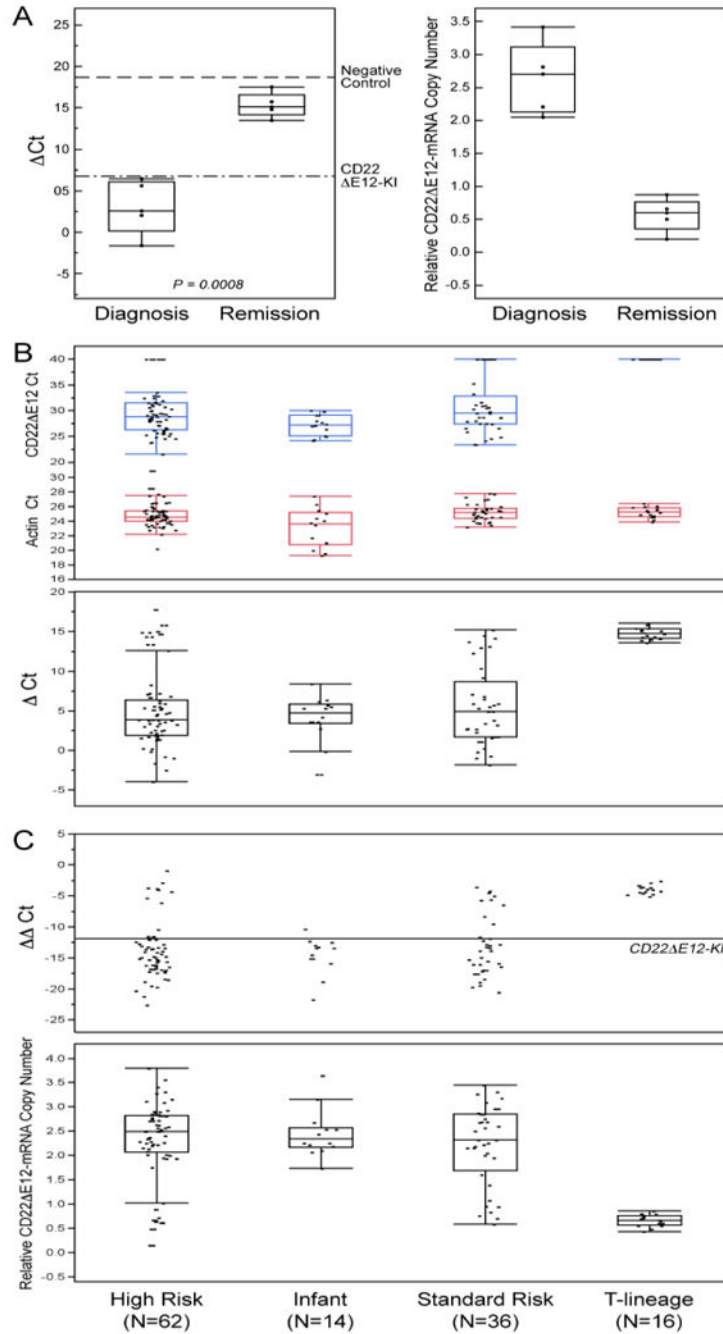 A
ΔCt
25
20
15
10
05
0
-5
Negative
Control
CD22
ΔE12-KI
P = 0.0008
Diagnosis
Remission
Relative CD22ΔE12-mRNA Copy Number
3.5
3.0
2.5
2.0
1.5
1.0
0.5
0.0
-0.5
Diagnosis
Remission
B
CD22ΔE12 Ct
40
35
30
25
20
Actin Ct
28
26
24
22
20
18
16
Δ Ct
20
15
10
5
0
-5
C
ΔΔ Ct
5
0
-5
-10
-15
-20
-25
CD22ΔE12-KI
Relative CD22ΔE12-mRNA Copy Number
4.0
3.5
3.0
2.5
2.0
1.5
1.0
0.5
0.0
-0.5
High Risk
(N=62)
Infant
(N=14)
Standard Risk
(N=36)
T-lineage
(N=16)